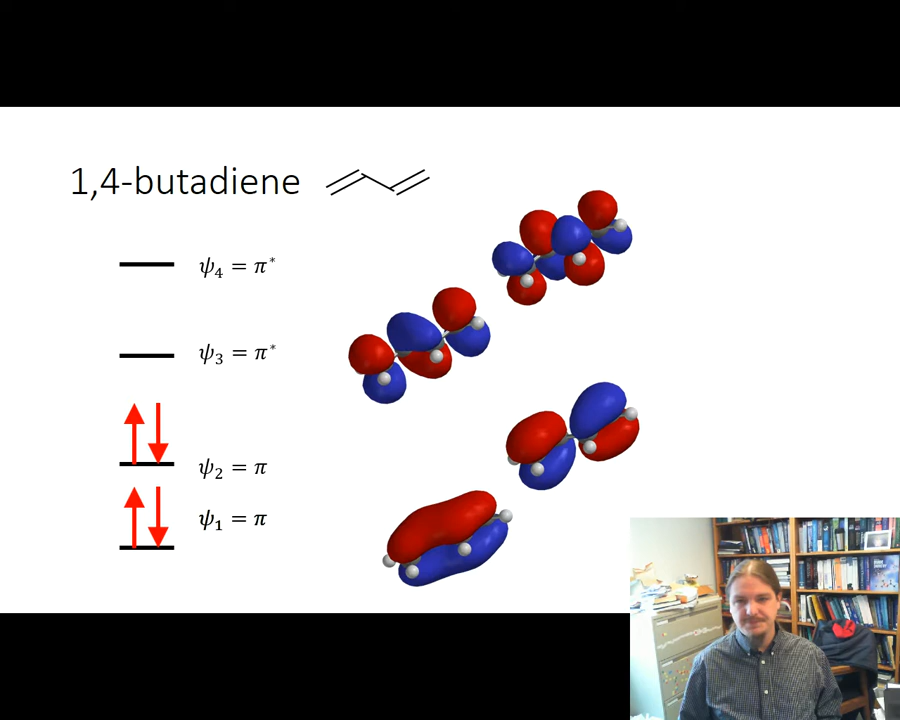 1,4-butadiene
ψ₄ = π*
ψ₃ = π*
ψ₂ = π
ψ₁ = π